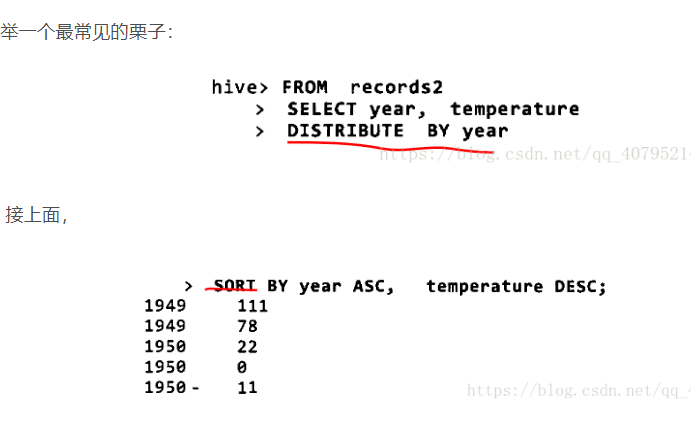 举一个最常见的栗子：
hive> FROM records2
> SELECT year, temperature
> DISTRIBUTE BY year
https://blog.csdn.net/qq_4079521
接上面，
> SORT BY year ASC, temperature DESC;
1949 111
1949 78
1950 22
1950 0
1950 - 11
https://blog.csdn.net/qq_4